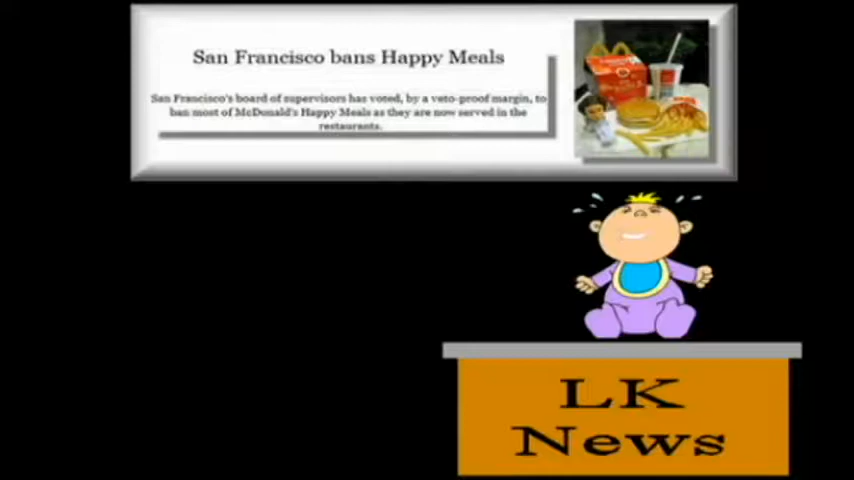 San Francisco bans Happy Meals
San Francisco's board of supervisors has voted, by a veto-proof margin, to
ban most of McDonald's Happy Meals as they are now served in the
restaurants.
LK
News